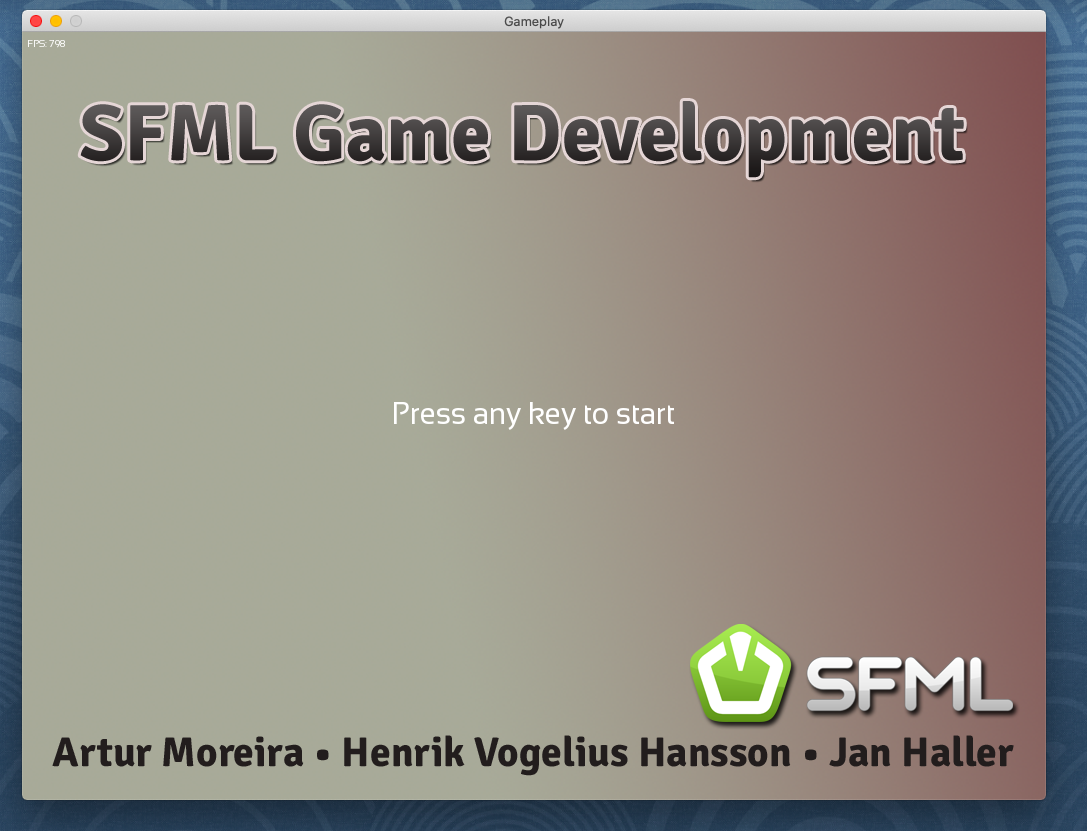 Gameplay
FPS: 798
SFML Game Development
Press any key to start
SFML
Artur Moreira • Henrik Vogelius Hansson • Jan Haller